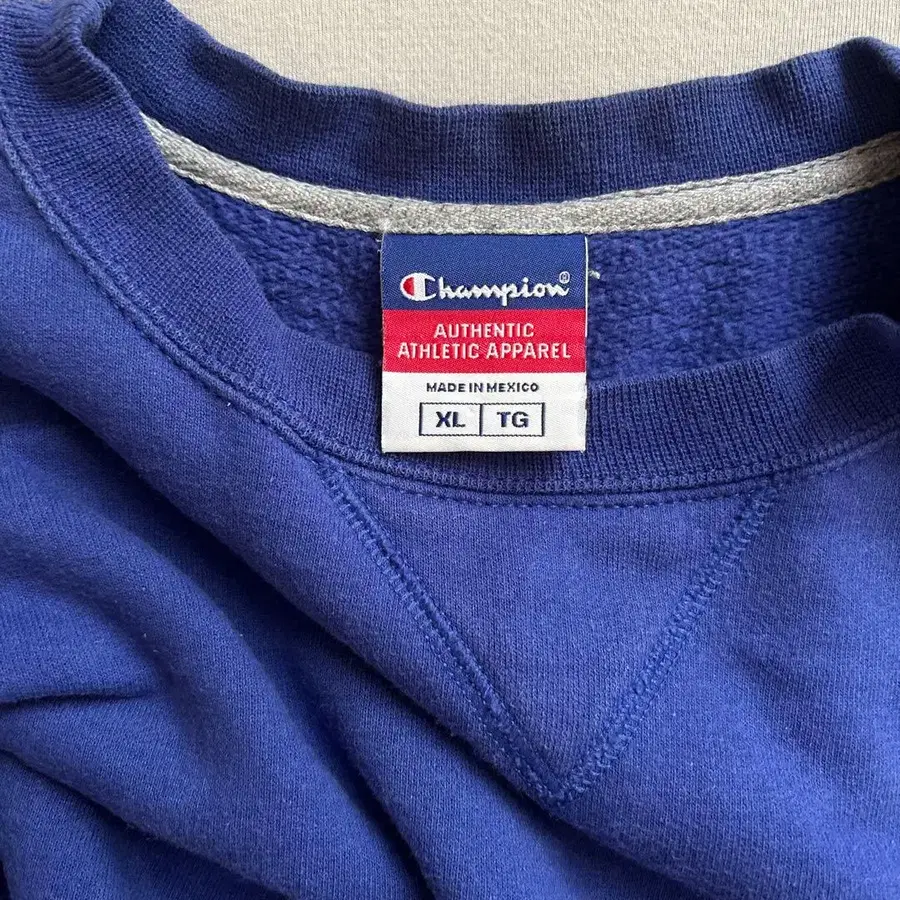 Champion®
AUTHENTIC
ATHLETIC APPAREL
MADE IN MEXICO
XL TG